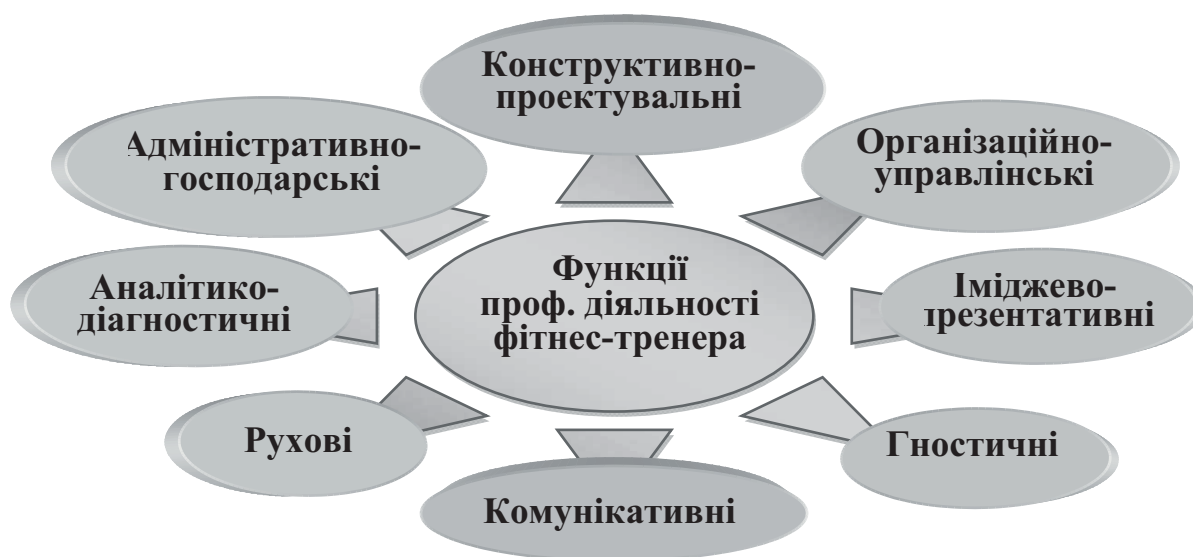 Конструктивно-
проектувальні
Адміністративно-
господарські
Організаційно-
управлінські
Функції
проф. діяльності
фітнес-тренера
Аналітико-
діагностичні
Іміджево-
презентативні
Рухові
Гностичні
Комунікативні